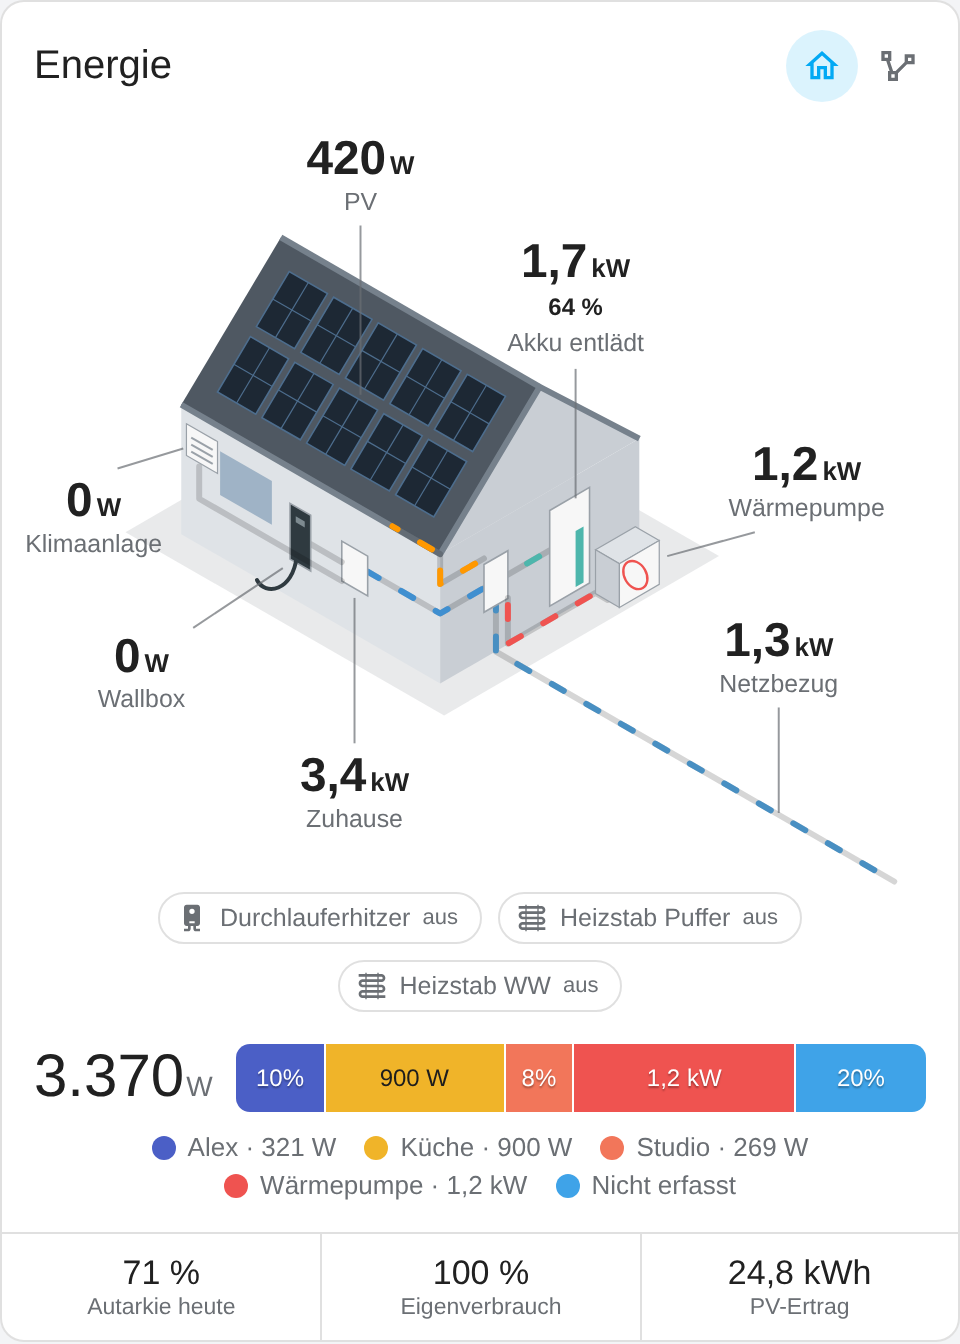 Energie
420 W
PV
1,7 kW
64 %
Akku entlädt
1,2 kW
Wärmepumpe
0 W
Klimaanlage
1,3 kW
Netzbezug
0 W
Wallbox
3,4 kW
Zuhause
Durchlauferhitzer aus
Heizstab Puffer aus
Heizstab WW aus
3.370 W
10% 900 W 8% 1,2 kW 20%
Alex · 321 W Küche · 900 W Studio · 269 W
Wärmepumpe · 1,2 kW Nicht erfasst
71 % 100 % 24,8 kWh
Autarkie heute Eigenverbrauch PV-Ertrag